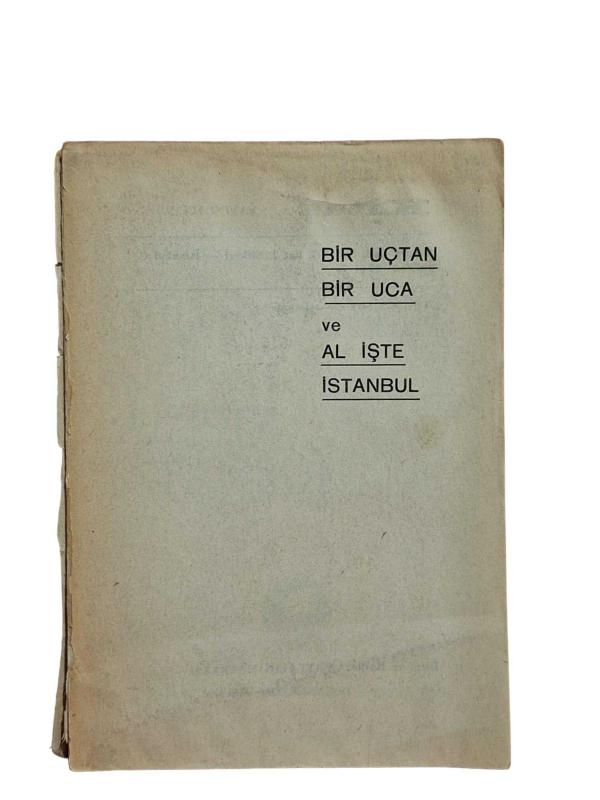 BİR UÇTAN
BİR UCA
ve
AL İŞTE
İSTANBUL